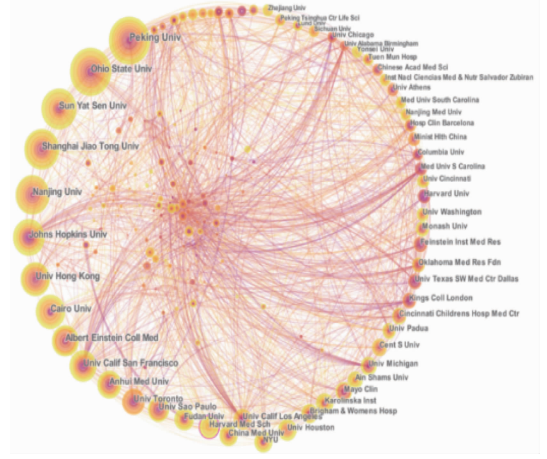 Zhejiang Univ
Peking Tsinghua Ctr Life Sci
Lund Univ
Sichuan Univ
Univ Chicago
Univ Alabama Birmingham
Yonsei Univ
Tuen Mun Hosp
Chinese Acad Med Sci
Inst Nacl Ciencias Med & Nutr Salvador Zubiran
Univ Athens
Med Univ South Carolina
Nanjing Med Univ
Hosp Clin Barcelona
Minist Hlth China
Columbia Univ
Med Univ S Carolina
Univ Cincinnati
Harvard Univ
Univ Washington
Monash Univ
Feinstein Inst Med Res
Oklahoma Med Res Fdn
Univ Texas SW Med Ctr Dallas
Kings Coll London
Cincinnati Childrens Hosp Med Ctr
Univ Padua
Cent S Univ
Univ Michigan
Ain Shams Univ
Mayo Clin
Karolinska Inst
Brigham & Womens Hosp
Univ Houston
NYU
Univ Calif Los Angeles
China Med Univ
Harvard Med Sch
Fudan Univ
Univ Sao Paulo
Univ Toronto
Anhui Med Univ
Univ Calif San Francisco
Albert Einstein Coll Med
Cairo Univ
Univ Hong Kong
Johns Hopkins Univ
Nanjing Univ
Shanghai Jiao Tong Univ
Sun Yat Sen Univ
Ohio State Univ
Peking Univ